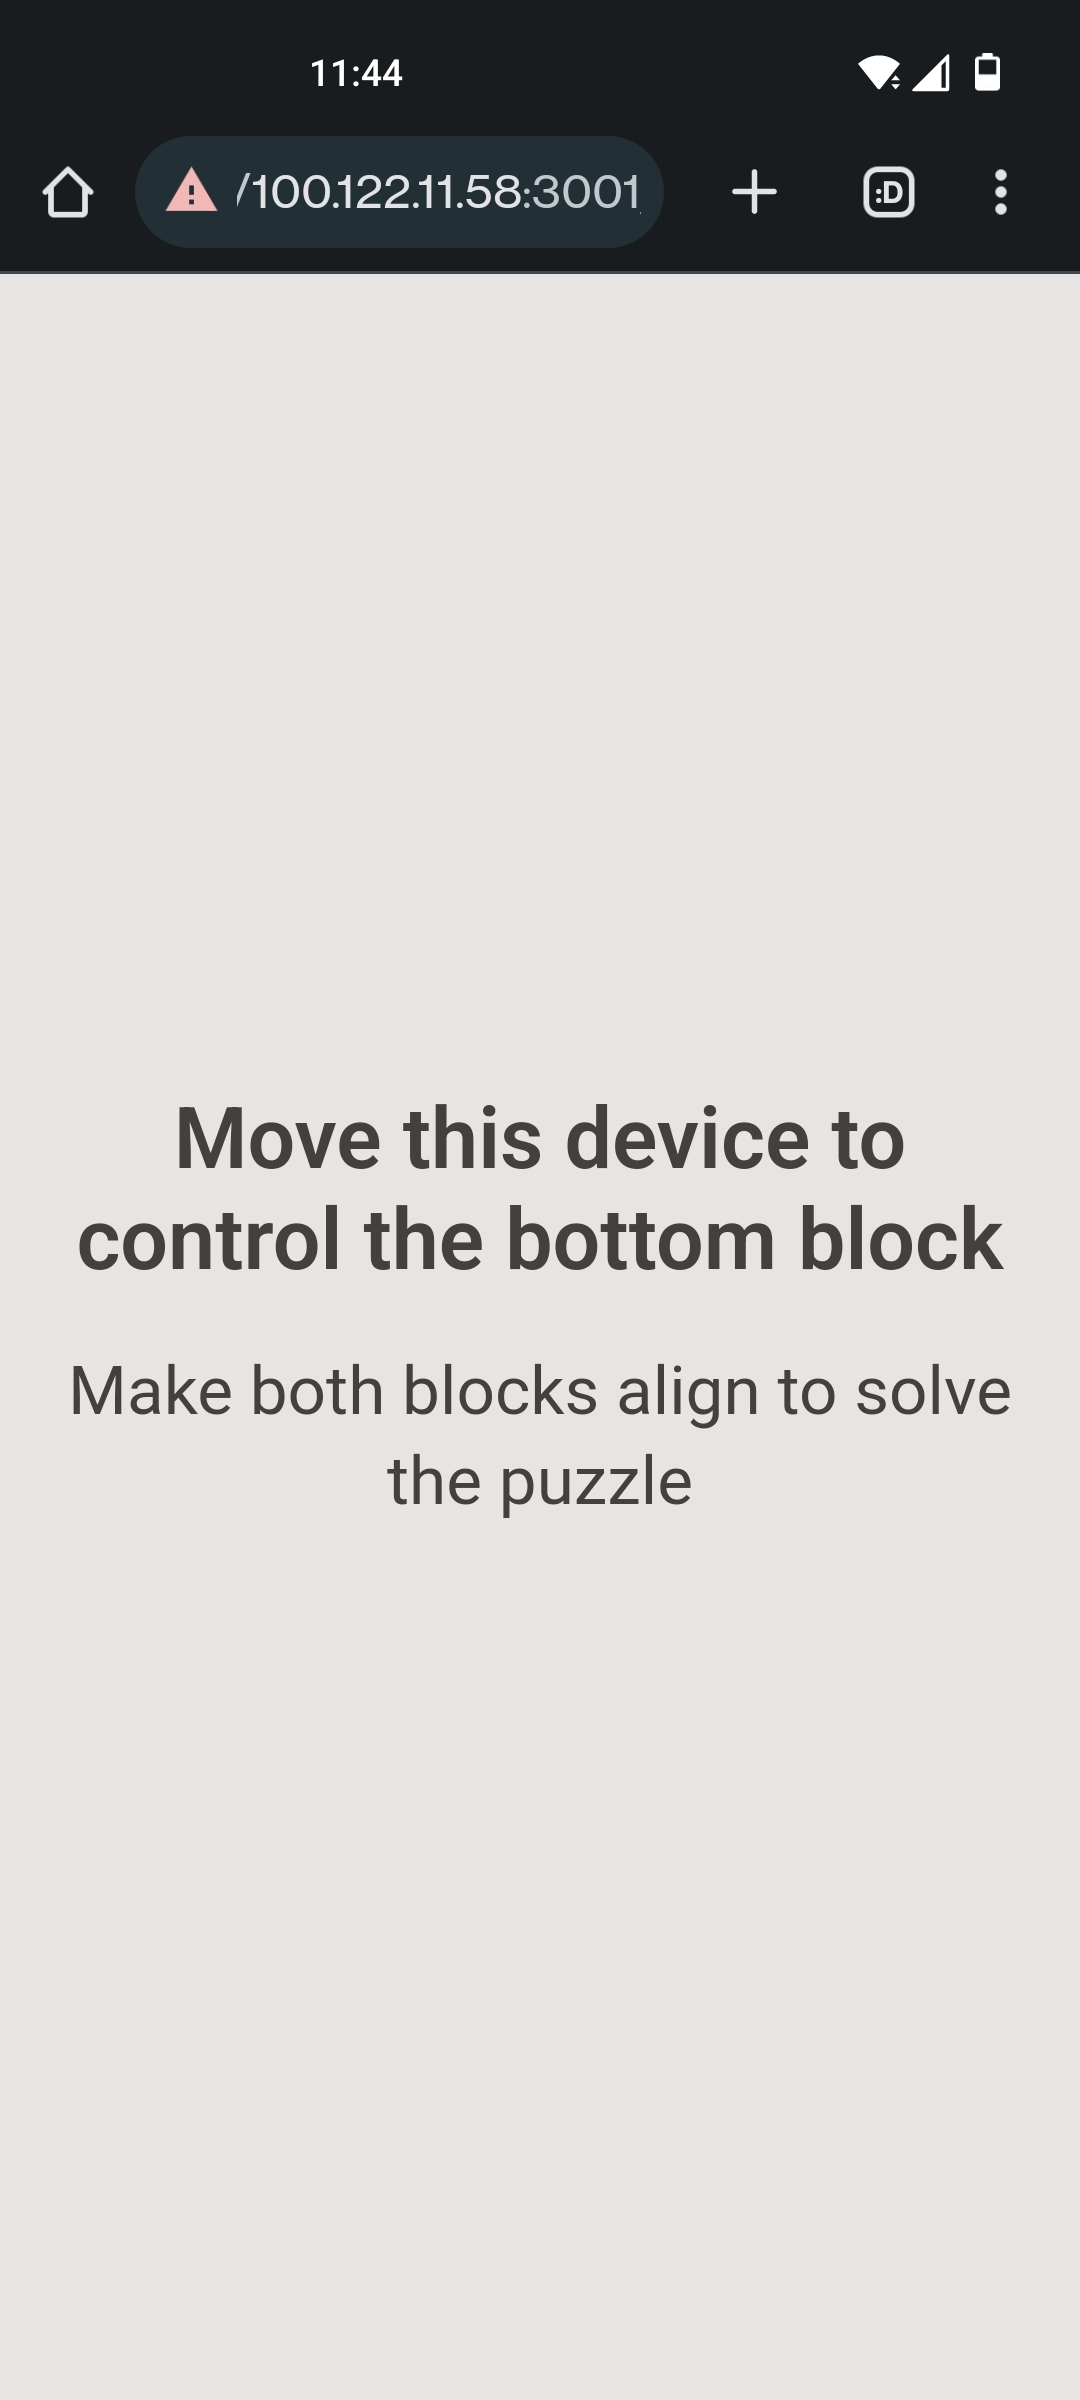 11:44
/100.122.11.58:3001
:D
Move this device to
control the bottom block
Make both blocks align to solve
the puzzle